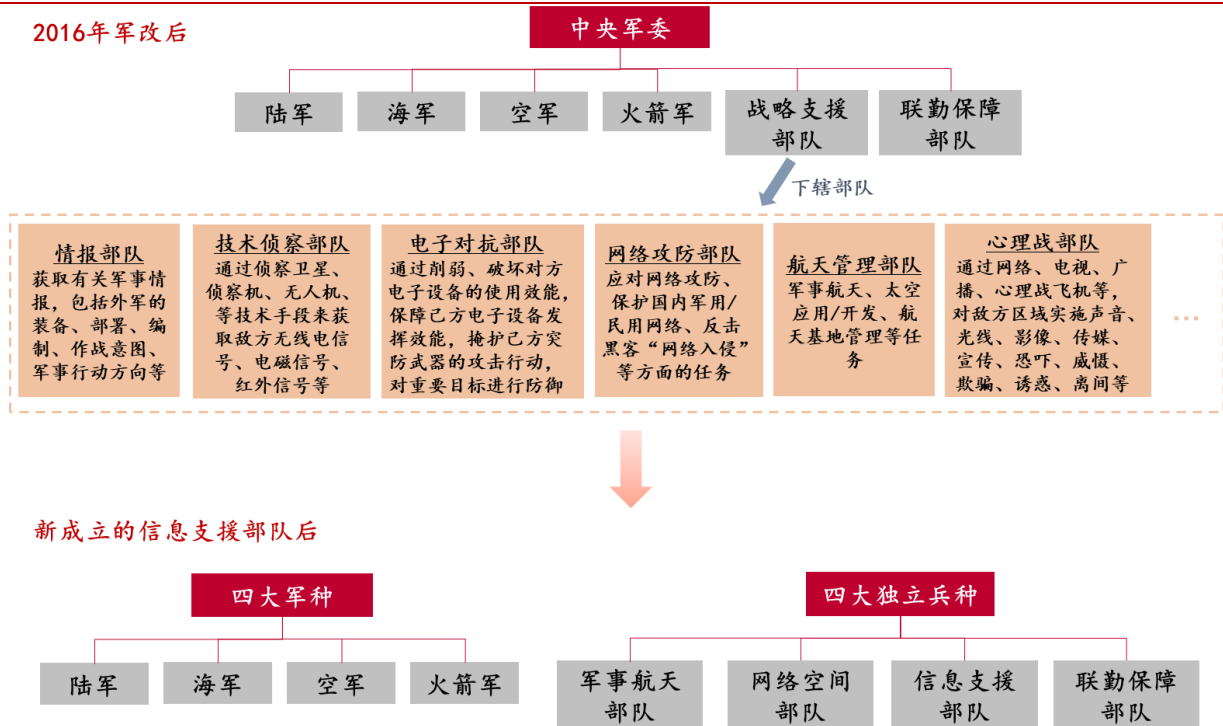 2016年军改后
中央军委
陆军
海军
空军
火箭军
战略支援
部队
联勤保障
部队
下辖部队
情报部队
获取有关军事情
报，包括外军的
装备、部署、编
制、作战意图、
军事行动方向等
技术侦察部队
通过侦察卫星、
侦察机、无人机、
等技术手段来获
取敌方无线电信
号、电磁信号、
红外信号等
电子对抗部队
通过削弱、破坏对方
电子设备的使用效能，
保障己方电子设备发
挥效能，掩护己方突
防武器的攻击行动，
对重要目标进行防御
网络攻防部队
应对网络攻防、
保护国内军用/
民用网络、反击
黑客“网络入侵”
等方面的任务
航天管理部队
军事航天、太空
应用/开发、航
天基地管理等任
务
心理战部队
通过网络、电视、广
播、心理战飞机等，
对敌方区域实施声音、
光线、影像、传媒、
宣传、恐吓、威慑、
欺骗、诱惑、离间等
…
新成立的信息支援部队后
四大军种
陆军
海军
空军
火箭军
四大独立兵种
军事航天
部队
网络空间
部队
信息支援
部队
联勤保障
部队